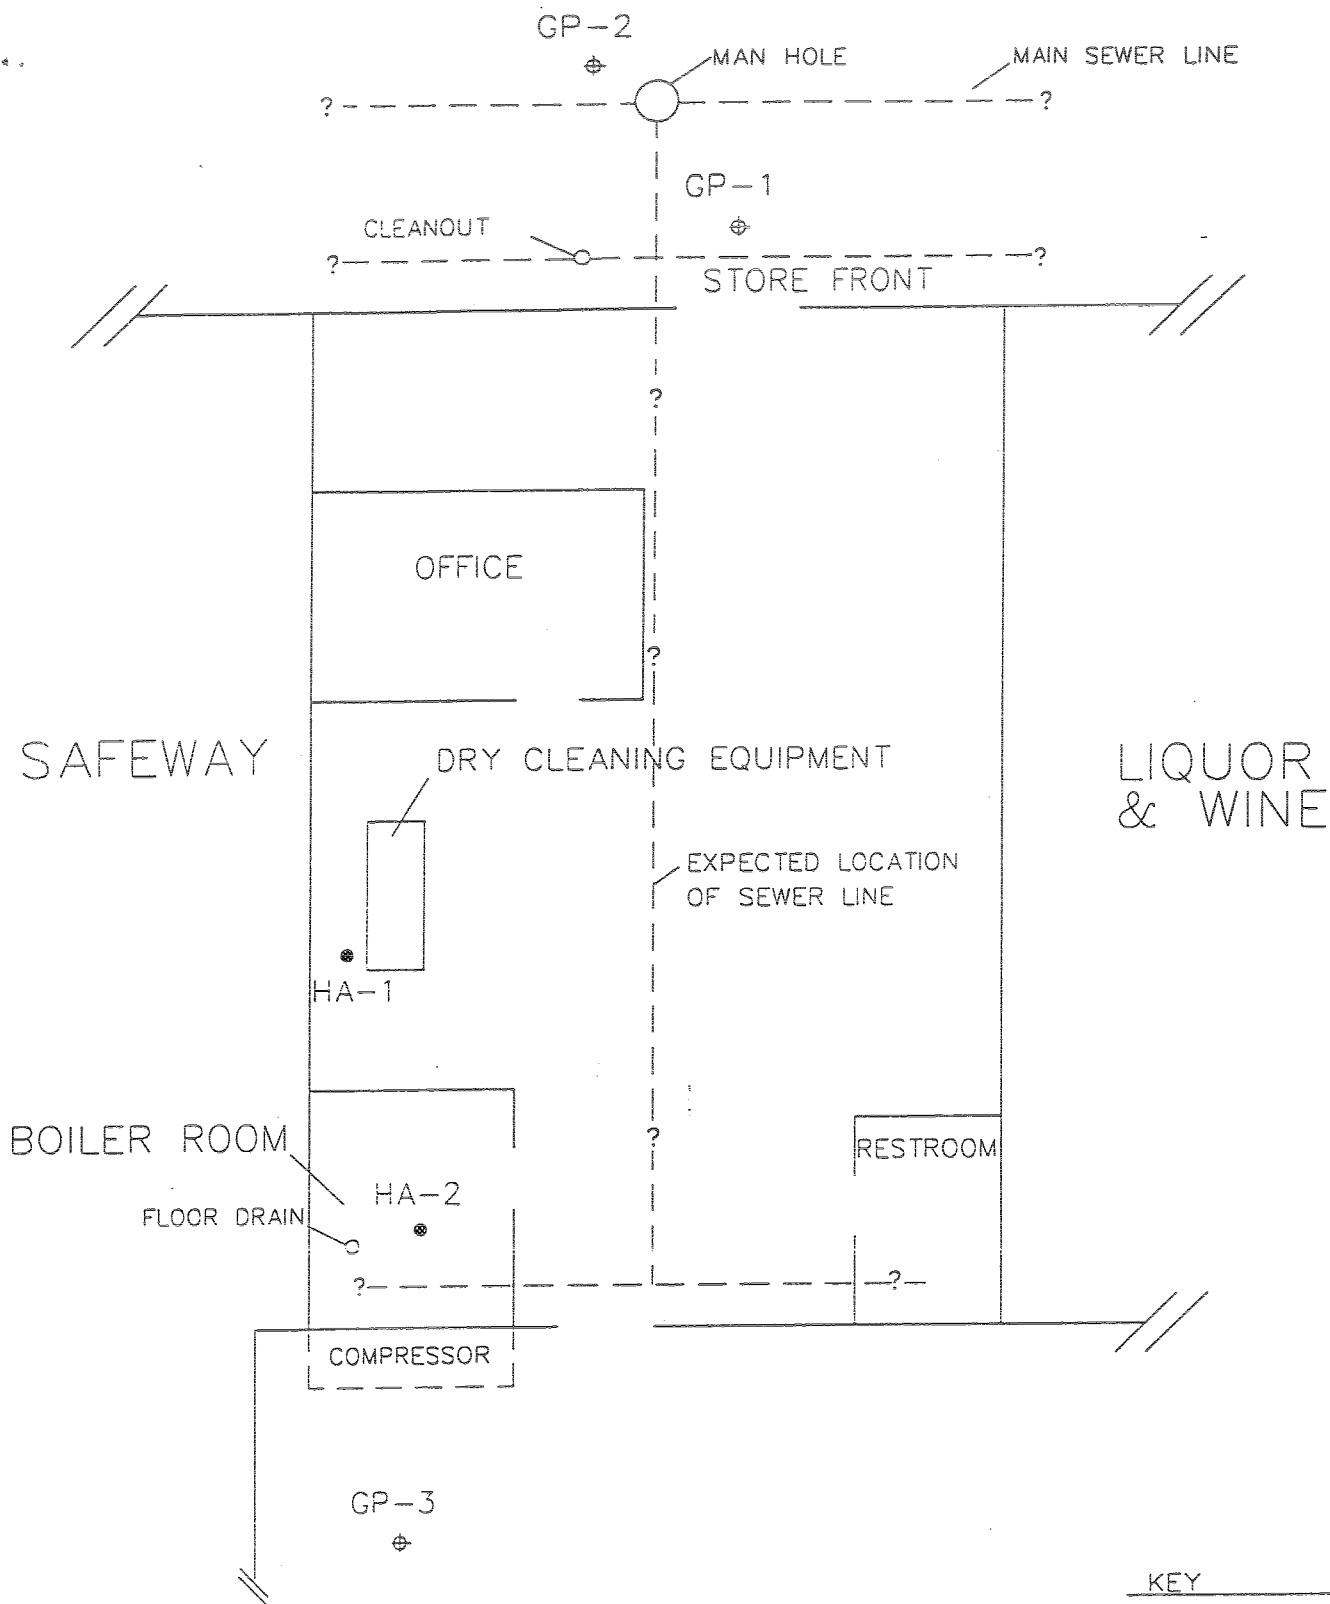 GP-2
MAN HOLE
MAIN SEWER LINE
? ?
GP-1
CLEANOUT
? ?
STORE FRONT
?
OFFICE
?
SAFEWAY
DRY CLEANING EQUIPMENT
LIQUOR
& WINE
EXPECTED LOCATION
OF SEWER LINE
HA-1
?
BOILER ROOM
RESTROOM
HA-2
FLOOR DRAIN
? ?
COMPRESSOR
GP-3
KEY